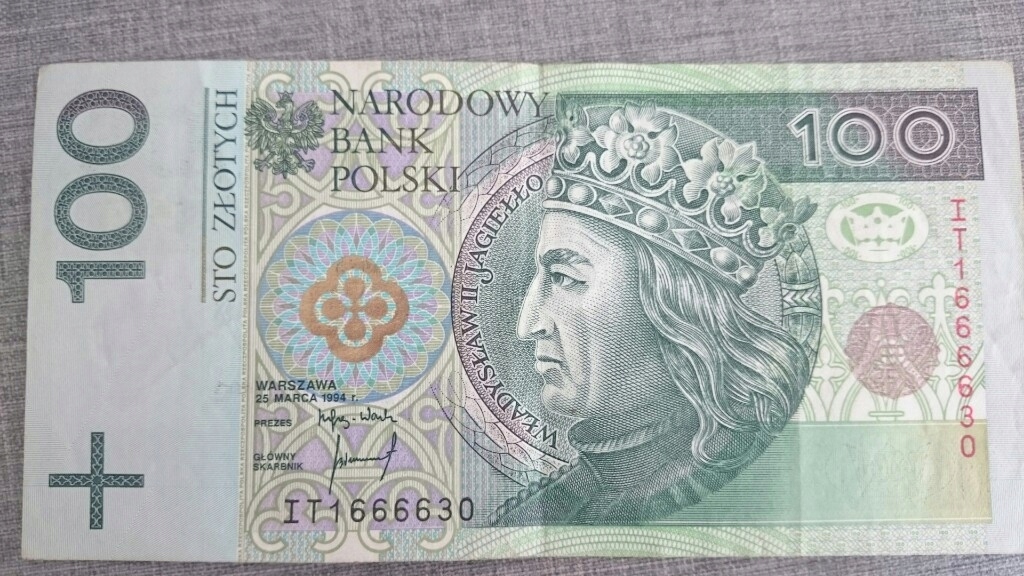 100
STO ZŁOTYCH
NARODOWY
BANK
POLSKI
WŁADYSŁAW II JAGIEŁŁO
100
IT1666630
WARSZAWA
25 MARCA 1994 r.
PREZES
GŁÓWNY
SKARBNIK
IT1666630